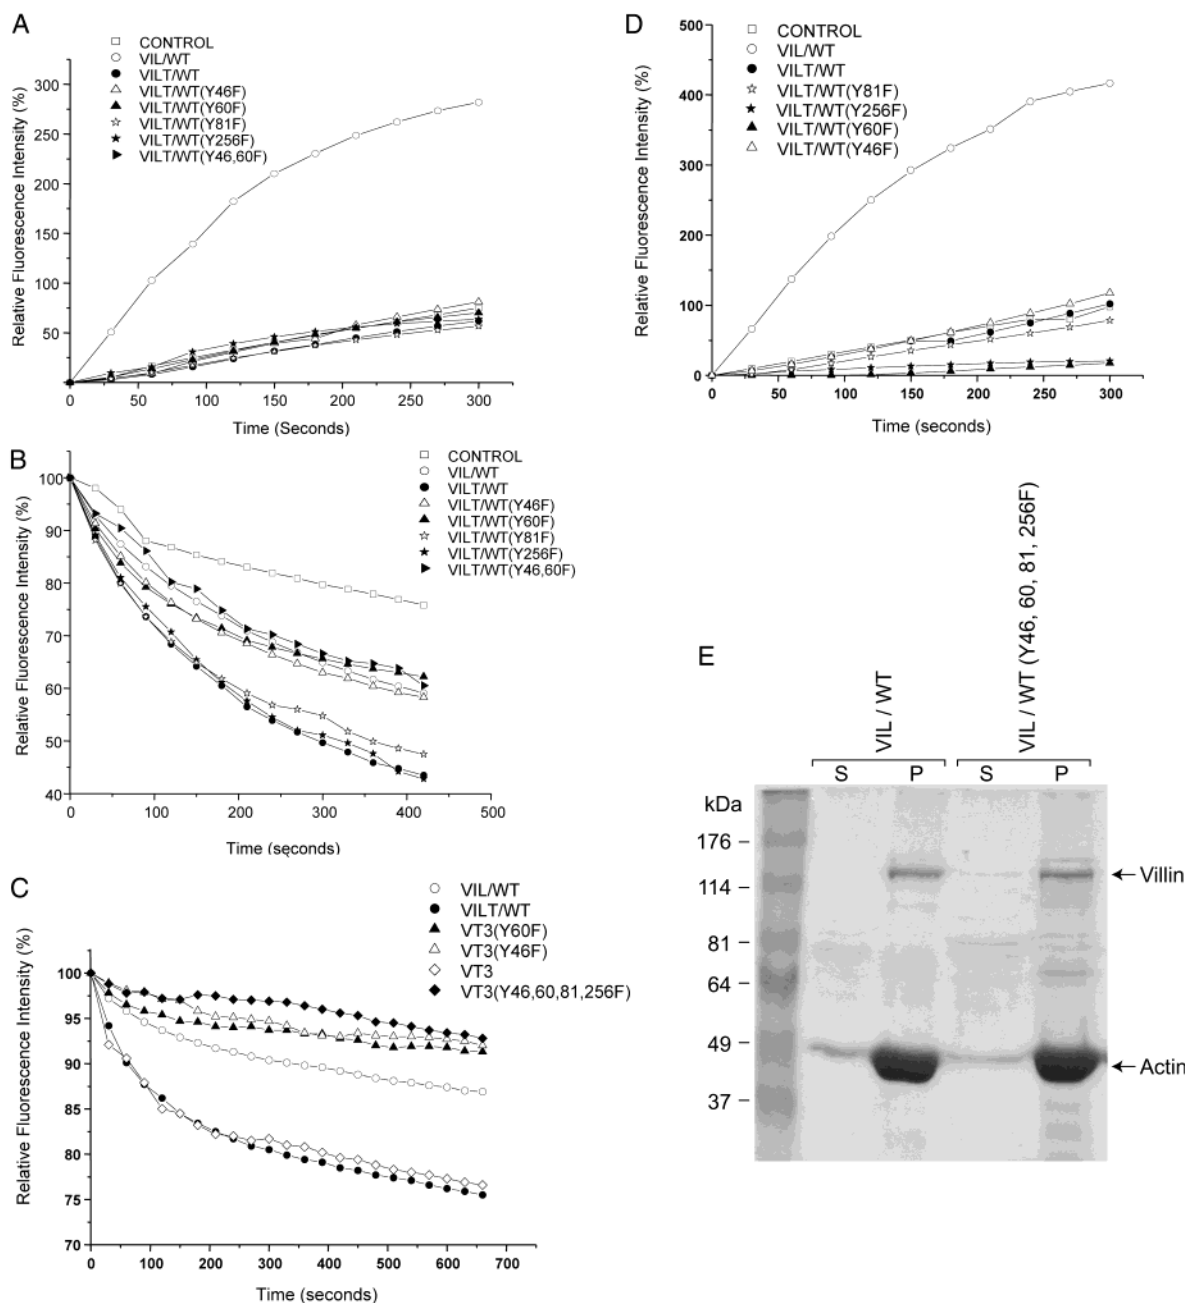 A
CONTROL
VIL/WT
VILT/WT
VILT/WT(Y46F)
VILT/WT(Y60F)
VILT/WT(Y81F)
VILT/WT(Y256F)
VILT/WT(Y46,60F)
Relative Fluorescence Intensity (%)
300
250
200
150
100
50
0 50 100 150 200 250 300
Time (Seconds)
B
CONTROL
VIL/WT
VILT/WT
VILT/WT(Y46F)
VILT/WT(Y60F)
VILT/WT(Y81F)
VILT/WT(Y256F)
VILT/WT(Y46,60F)
Relative Fluorescence Intensity (%)
100
90
80
70
60
50
40
0 100 200 300 400 500
Time (seconds)
C
VIL/WT
VILT/WT
VT3(Y60F)
VT3(Y46F)
VT3
VT3(Y46,60,81,256F)
Relative Fluorescence Intensity (%)
100
95
90
85
80
75
70
0 100 200 300 400 500 600 700
Time (seconds)
D
CONTROL
VIL/WT
VILT/WT
VILT/WT(Y81F)
VILT/WT(Y256F)
VILT/WT(Y60F)
VILT/WT(Y46F)
Relative Fluorescence Intensity (%)
500
400
300
200
100
0
0 50 100 150 200 250 300
Time (seconds)
E
VIL / WT
VIL / WT (Y46, 60, 81, 256F)
S P S P
kDa
176
114
81
64
49
37
Villin
Actin